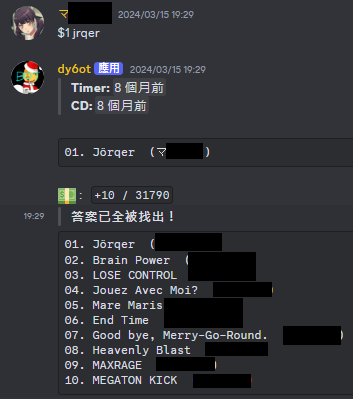 マ 2024/03/15 19:29
$1 jrqer
dy6ot 應用 2024/03/15 19:29
Timer: 8 個月前
CD: 8 個月前
01. Jörqer (マ )
: +10 / 31790
19:29 答案已全被找出！
01. Jörqer (
02. Brain Power (
03. LOSE CONTROL
04. Jouez Avec Moi? )
05. Mare Maris
06. End Time
07. Good bye, Merry-Go-Round. )
08. Heavenly Blast
09. MAXRAGE )
10. MEGATON KICK